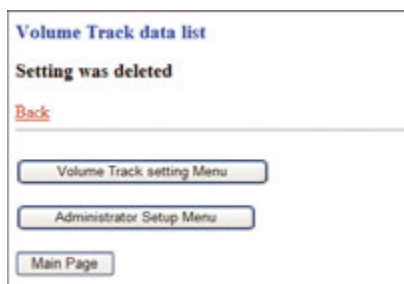 Volume Track data list
Setting was deleted
Back
Volume Track setting Menu
Administrator Setup Menu
Main Page